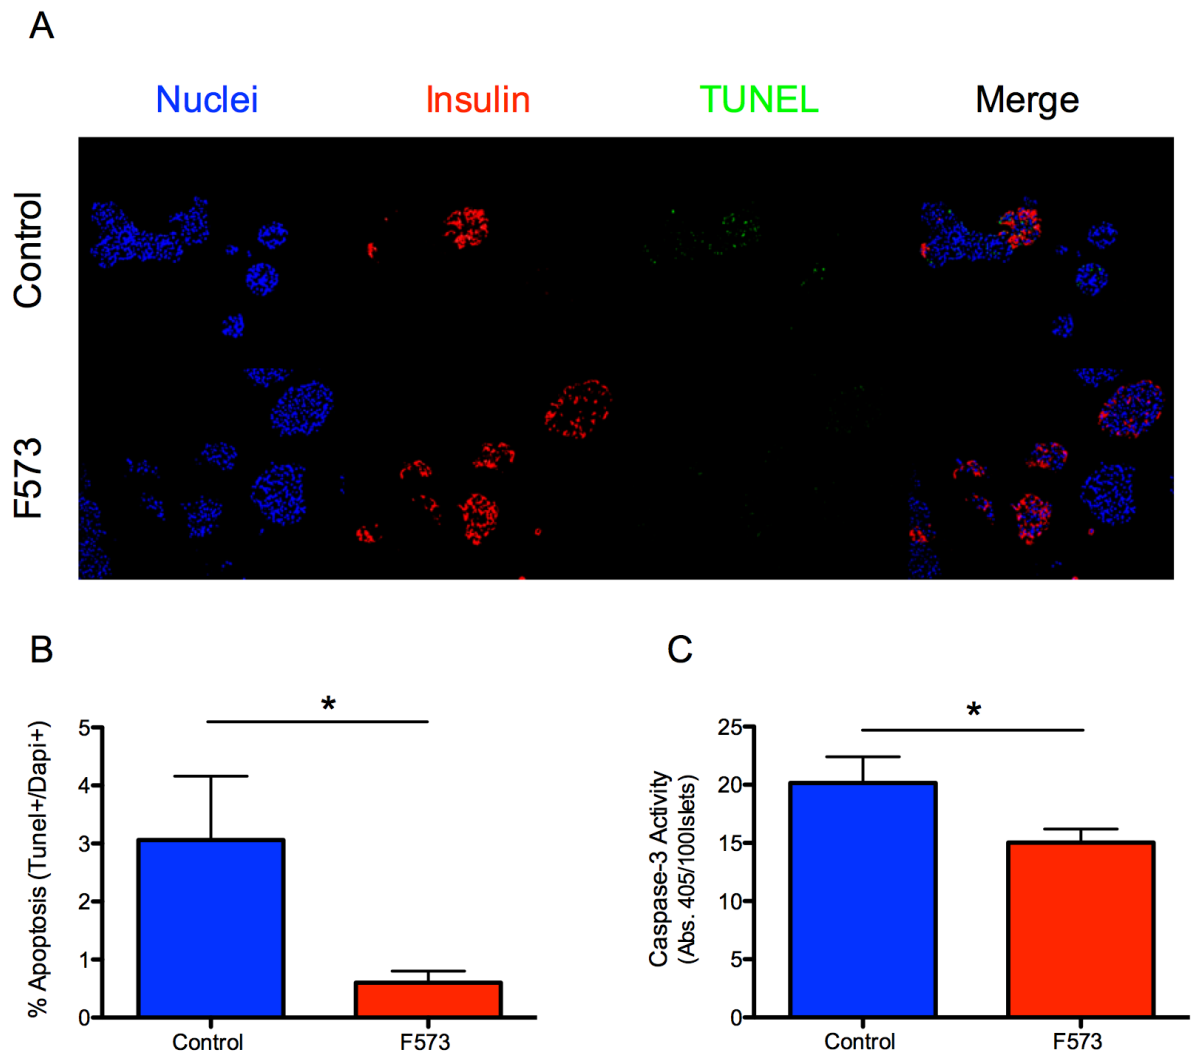 A
Nuclei Insulin TUNEL Merge
Control
F573
B
% Apoptosis (Tunel+/Dapi+)
5
4
3
2
1
0
*
Control F573
C
Caspase-3 Activity
(Abs. 405/100Islets)
25
20
15
10
5
0
*
Control F573